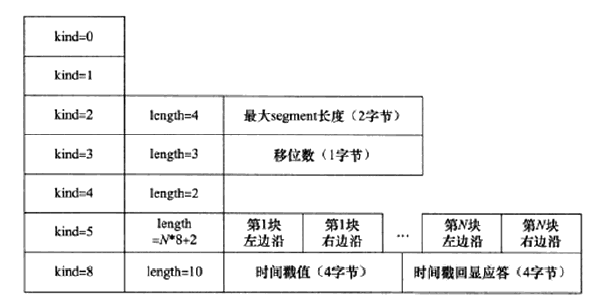 kind=0
kind=1
kind=2 length=4 最大segment长度（2字节）
kind=3 length=3 移位数（1字节）
kind=4 length=2
kind=5 length =N*8+2 第1块 左边沿 第1块 右边沿 … 第N块 左边沿 第N块 右边沿
kind=8 length=10 时间戳值（4字节） 时间戳回显应答（4字节）